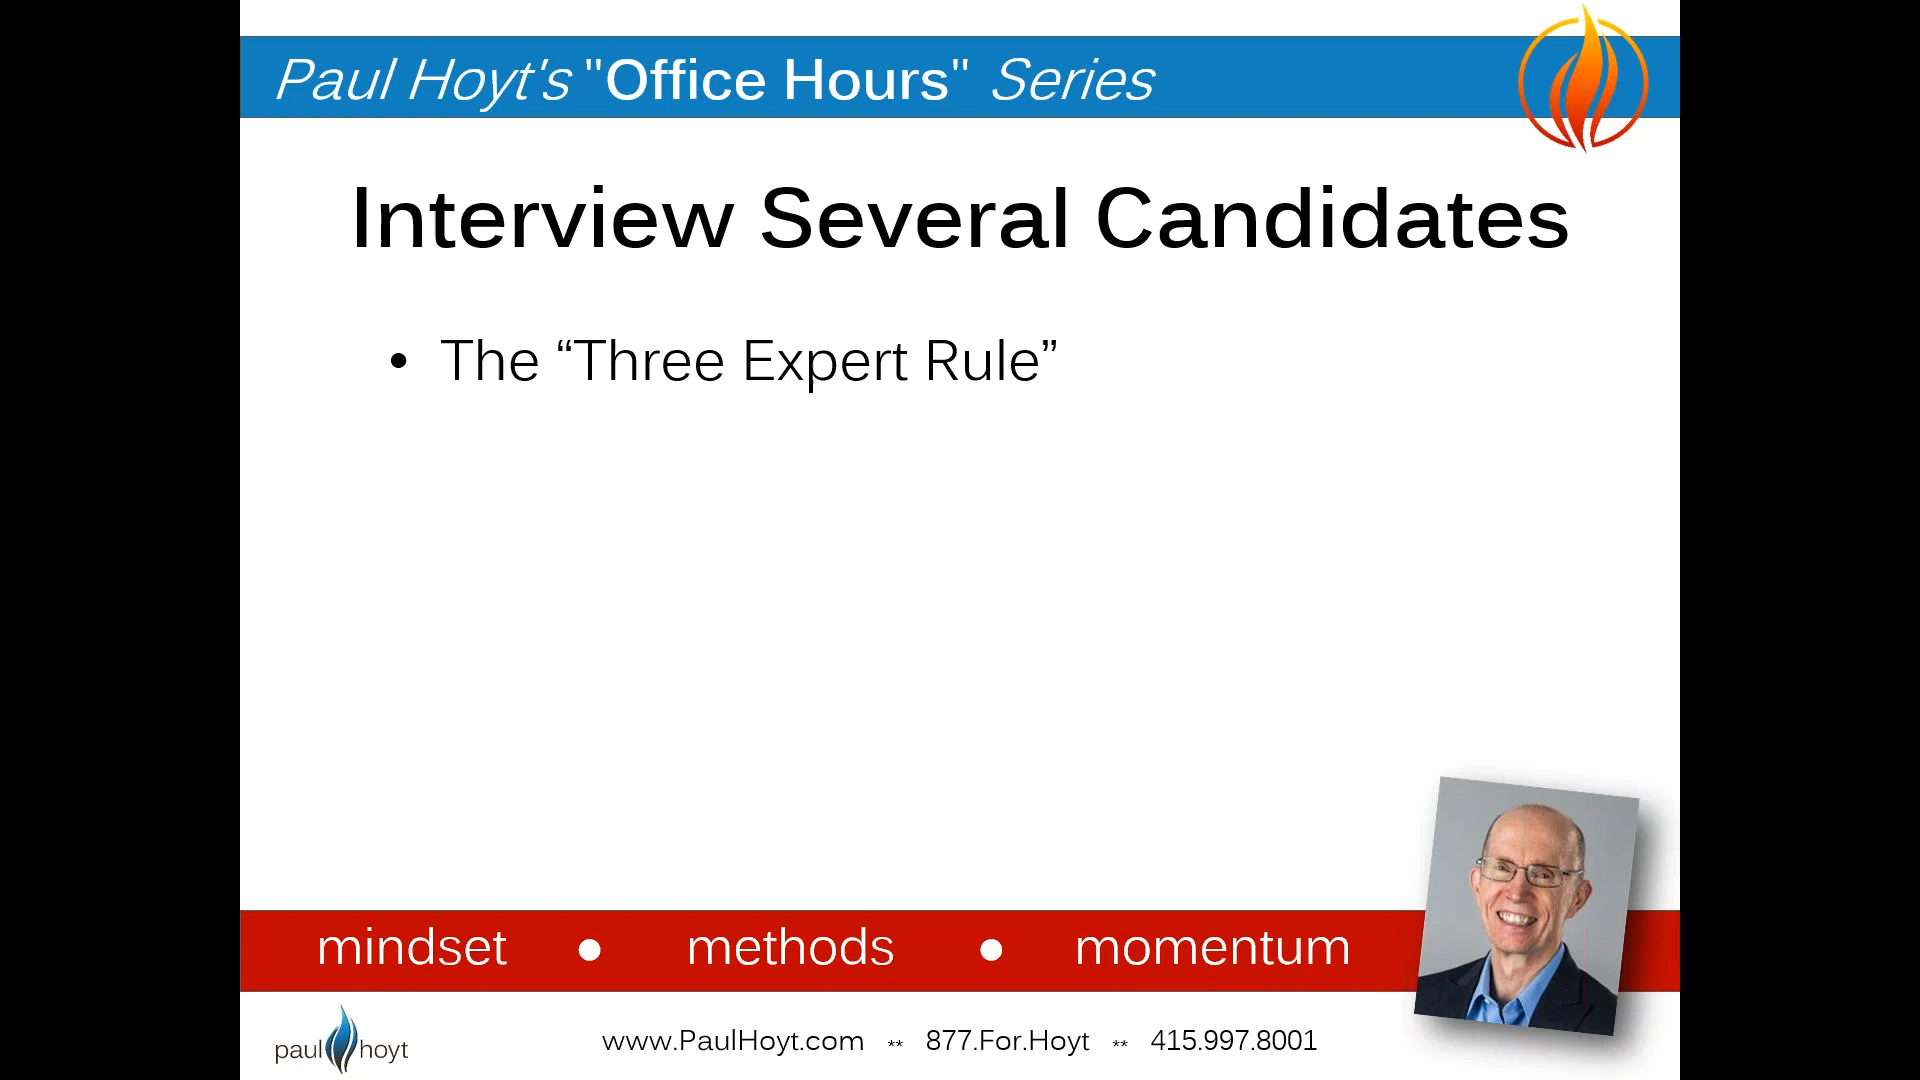 Paul Hoyt's "Office Hours" Series
Interview Several Candidates
• The “Three Expert Rule”
mindset • methods • momentum
paul hoyt
www.PaulHoyt.com ** 877.For.Hoyt ** 415.997.8001